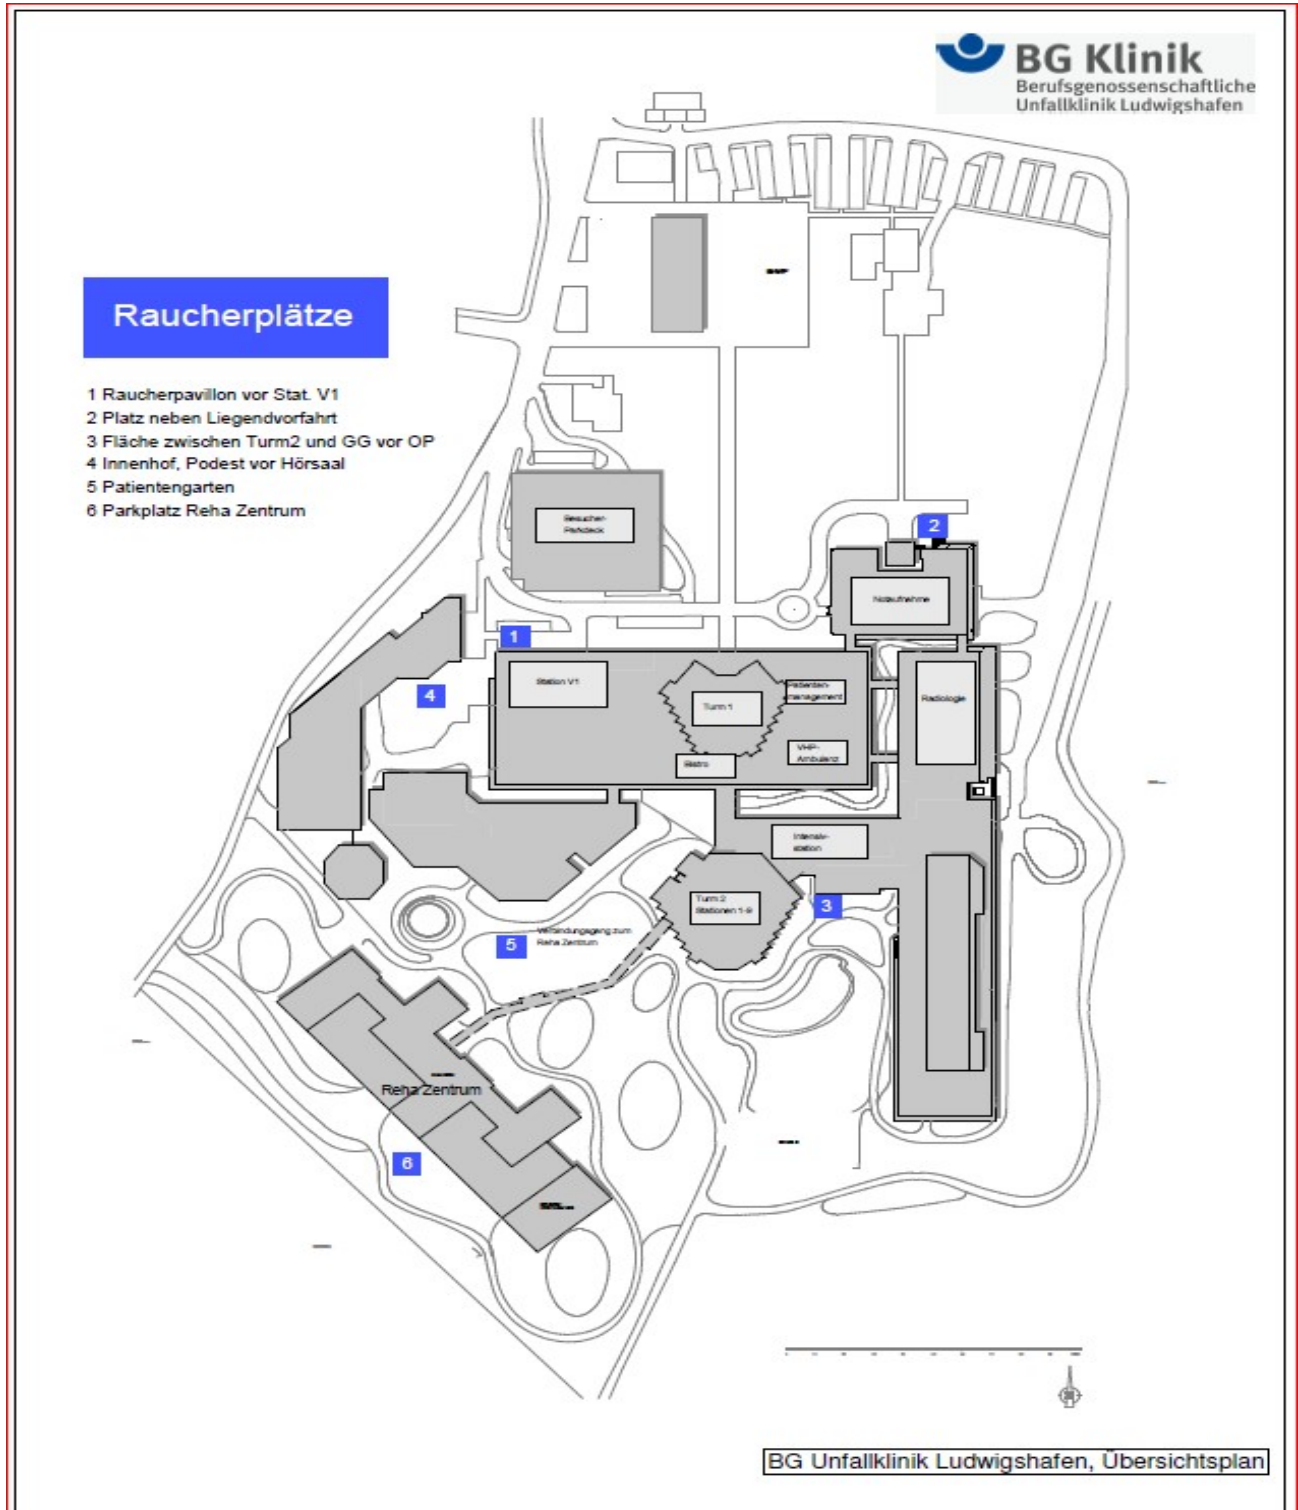 BG Klinik
Berufsgenossenschaftliche
Unfallklinik Ludwigshafen
Raucherplätze
1 Raucherpavillon vor Stat. V1
2 Platz neben Liegendvorfahrt
3 Fläche zwischen Turm2 und GG vor OP
4 Innenhof, Podest vor Hörsaal
5 Patientengarten
6 Parkplatz Reha Zentrum
Besucher-
Parkdeck
2
Notaufnahme
1
Station V1
Patienten-
management
4
Turm 1
Radiologie
VHP-
Ambulanz
Bistro
Intensiv-
station
Turm 2
Stationen 1-9
3
5
Verbindungsgang zum
Reha Zentrum
Reha Zentrum
6
BG Unfallklinik Ludwigshafen, Übersichtsplan